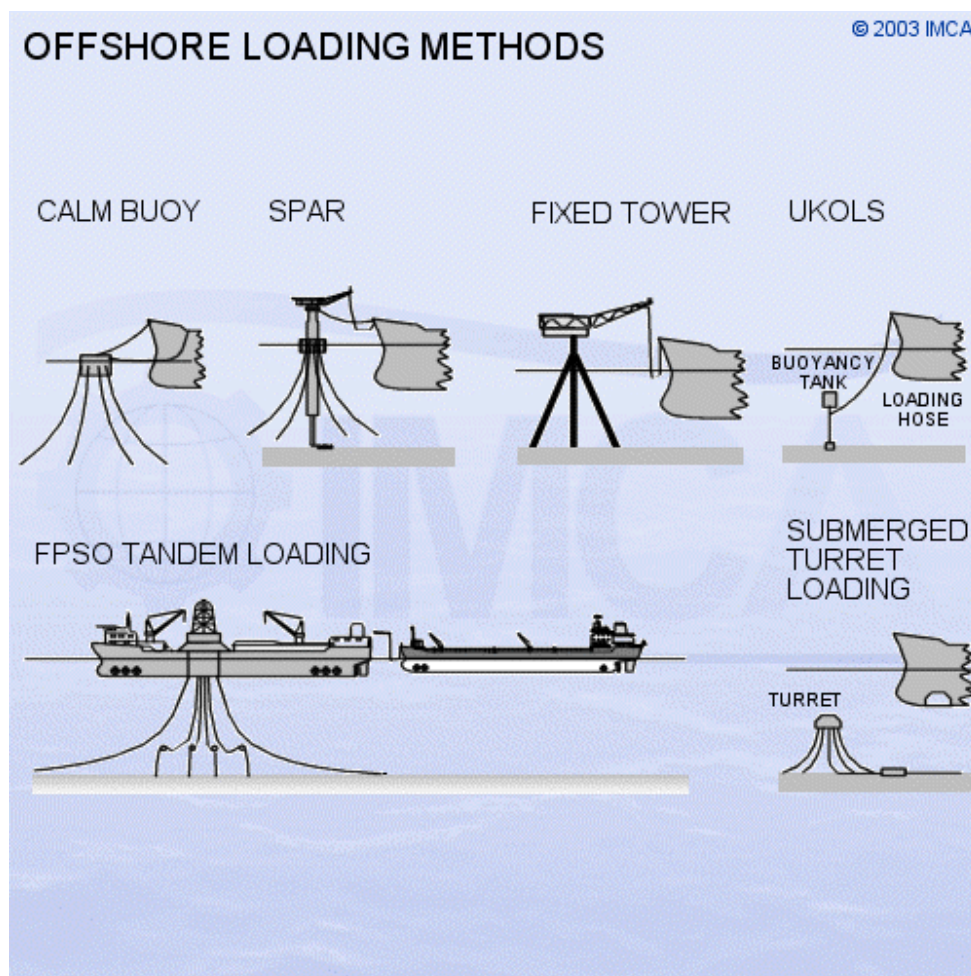 OFFSHORE LOADING METHODS
© 2003 IMCA
CALM BUOY
SPAR
FIXED TOWER
UKOLS
BUOYANCY
TANK
LOADING
HOSE
IMCA
FPSO TANDEM LOADING
SUBMERGED
TURRET
LOADING
TURRET